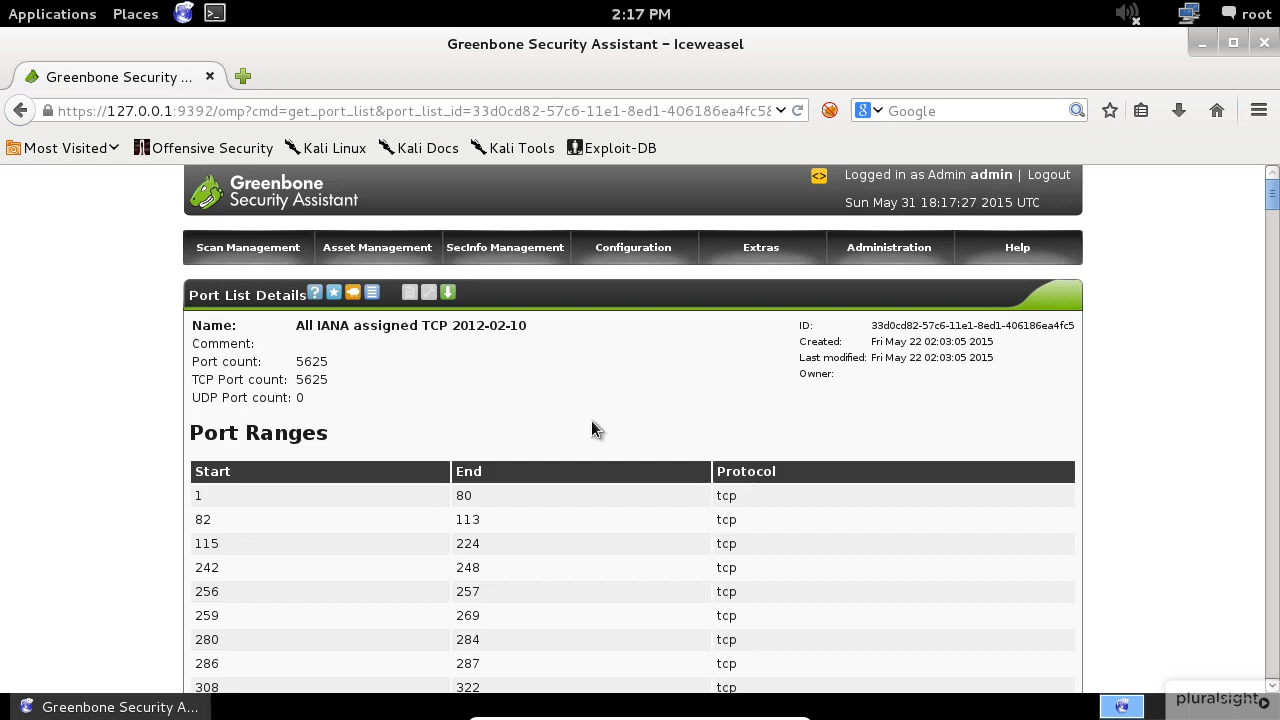 Applications Places 2:17 PM root
Greenbone Security Assistant - Iceweasel
Greenbone Security ...
https://127.0.0.1:9392/omp?cmd=get_port_list&port_list_id=33d0cd82-57c6-11e1-8ed1-406186ea4fc5 Google
Most Visited Offensive Security Kali Linux Kali Docs Kali Tools Exploit-DB
Greenbone
Security Assistant
<> Logged in as Admin admin | Logout
Sun May 31 18:17:27 2015 UTC
Scan Management Asset Management SecInfo Management Configuration Extras Administration Help
Port List Details
Name: All IANA assigned TCP 2012-02-10
Comment:
Port count: 5625
TCP Port count: 5625
UDP Port count: 0
ID: 33d0cd82-57c6-11e1-8ed1-406186ea4fc5
Created: Fri May 22 02:03:05 2015
Last modified: Fri May 22 02:03:05 2015
Owner:
Port Ranges
Start End Protocol
1 80 tcp
82 113 tcp
115 224 tcp
242 248 tcp
256 257 tcp
259 269 tcp
280 284 tcp
286 287 tcp
308 322 tcp
Greenbone Security A...
pluralsight